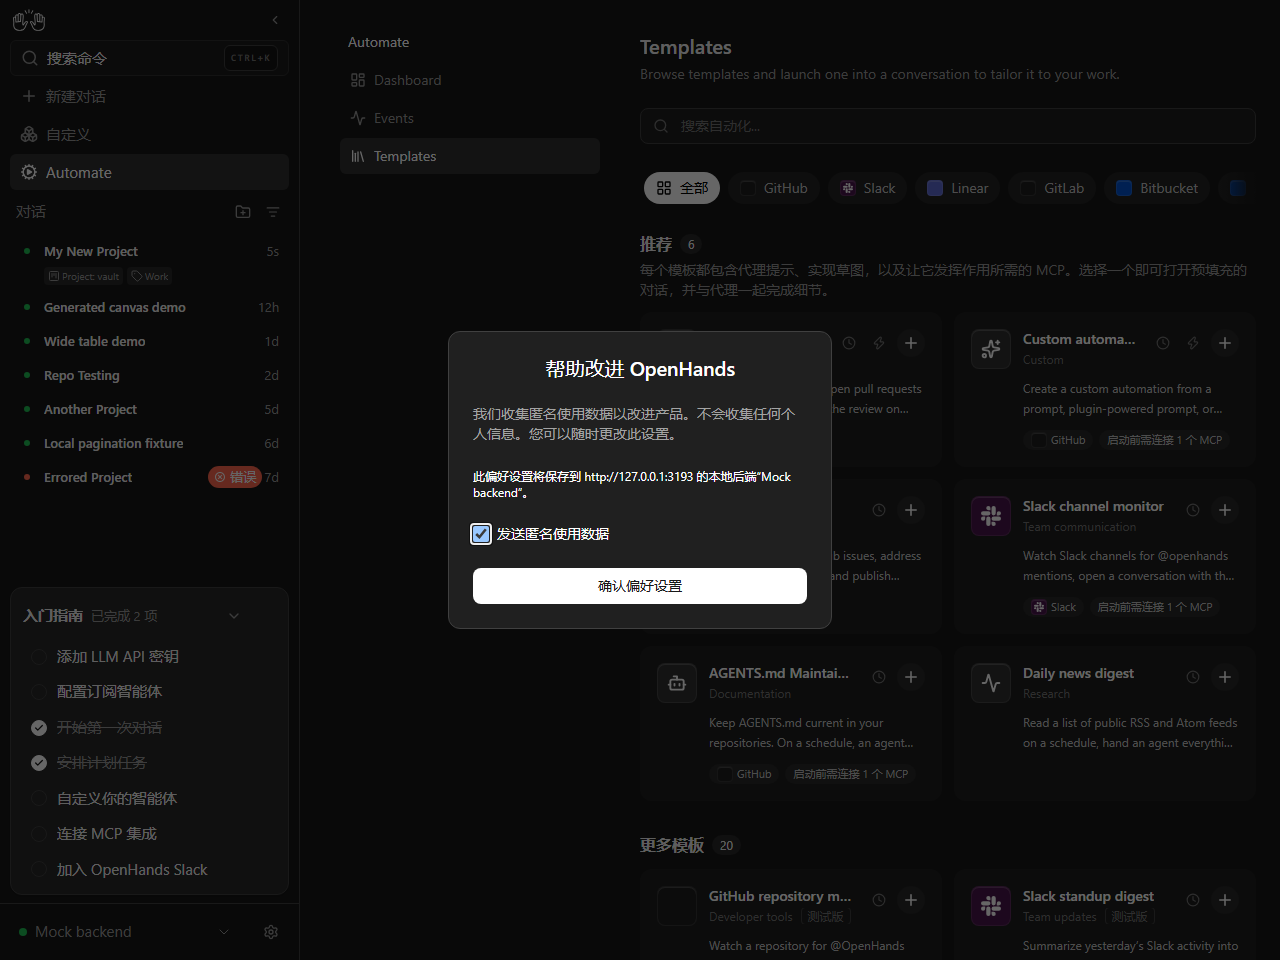 搜索命令
CTRL+K
新建对话
自定义
Automate
对话
My New Project
5s
Project: vault
Work
Generated canvas demo
12h
Wide table demo
1d
Repo Testing
2d
Another Project
5d
Local pagination fixture
6d
Errored Project
错误
7d
入门指南
已完成 2 项
添加 LLM API 密钥
配置订阅智能体
开始第一次对话
安排计划任务
自定义你的智能体
连接 MCP 集成
加入 OpenHands Slack
Mock backend
Automate
Dashboard
Events
Templates
Templates
Browse templates and launch one into a conversation to tailor it to your work.
搜索自动化...
全部
GitHub
Slack
Linear
GitLab
Bitbucket
推荐
6
每个模板都包含代理提示、实现草图，以及让它发挥作用所需的 MCP。选择一个即可打开预填充的
对话，并与代理一起完成细节。
pen pull requests
he review on...
Custom automa...
Custom
Create a custom automation from a
prompt, plugin-powered prompt, or...
GitHub
启动前需连接 1 个 MCP
b issues, address
and publish...
Slack channel monitor
Team communication
Watch Slack channels for @openhands
mentions, open a conversation with th...
Slack
启动前需连接 1 个 MCP
AGENTS.md Maintai...
Documentation
Keep AGENTS.md current in your
repositories. On a schedule, an agent...
GitHub
启动前需连接 1 个 MCP
Daily news digest
Research
Read a list of public RSS and Atom feeds
on a schedule, hand an agent everythi...
更多模板
20
GitHub repository m...
Developer tools
测试版
Watch a repository for @OpenHands
Slack standup digest
Team updates
测试版
Summarize yesterday's Slack activity into
帮助改进 OpenHands
我们收集匿名使用数据以改进产品。不会收集任何个
人信息。您可以随时更改此设置。
此偏好设置将保存到 http://127.0.0.1:3193 的本地后端“Mock
backend”。
发送匿名使用数据
确认偏好设置